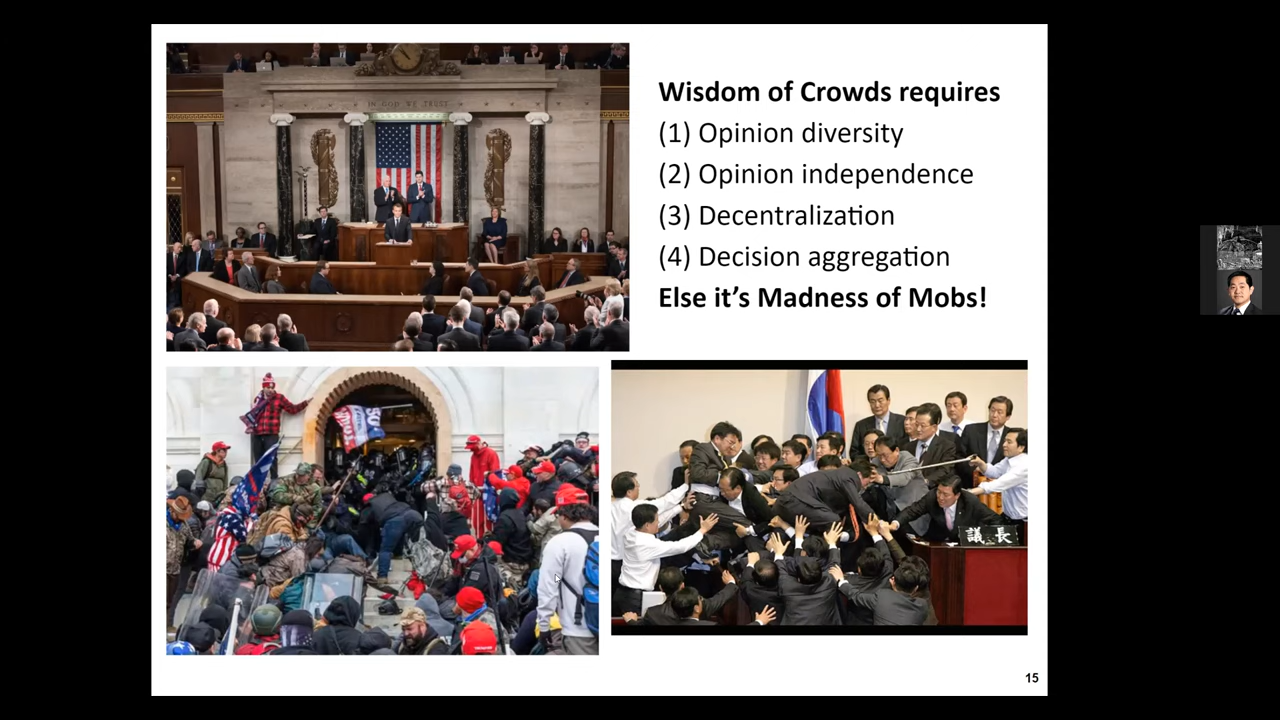 IN GOD WE TRUST
Wisdom of Crowds requires
(1) Opinion diversity
(2) Opinion independence
(3) Decentralization
(4) Decision aggregation
Else it’s Madness of Mobs!
議長
15